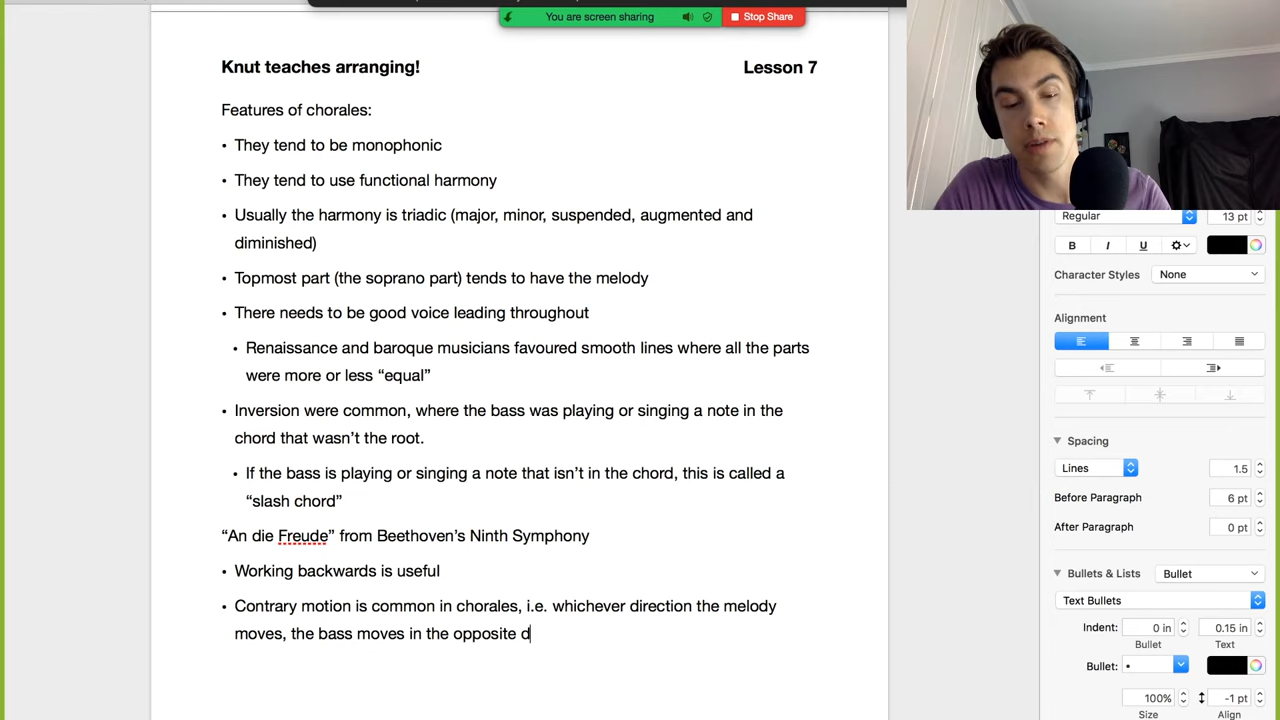 You are screen sharing
Stop Share
Knut teaches arranging! Lesson 7
Features of chorales:
• They tend to be monophonic
• They tend to use functional harmony
• Usually the harmony is triadic (major, minor, suspended, augmented and
diminished)
• Topmost part (the soprano part) tends to have the melody
• There needs to be good voice leading throughout
• Renaissance and baroque musicians favoured smooth lines where all the parts
were more or less “equal”
• Inversion were common, where the bass was playing or singing a note in the
chord that wasn’t the root.
• If the bass is playing or singing a note that isn’t in the chord, this is called a
“slash chord”
“An die Freude” from Beethoven’s Ninth Symphony
• Working backwards is useful
• Contrary motion is common in chorales, i.e. whichever direction the melody
moves, the bass moves in the opposite d
Regular 13 pt
B I U
Character Styles None
Alignment
Spacing
Lines 1.5
Before Paragraph 6 pt
After Paragraph 0 pt
Bullets & Lists Bullet
Text Bullets
Indent: 0 in 0.15 in
Bullet Text
Bullet: •
100% -1 pt
Size Align